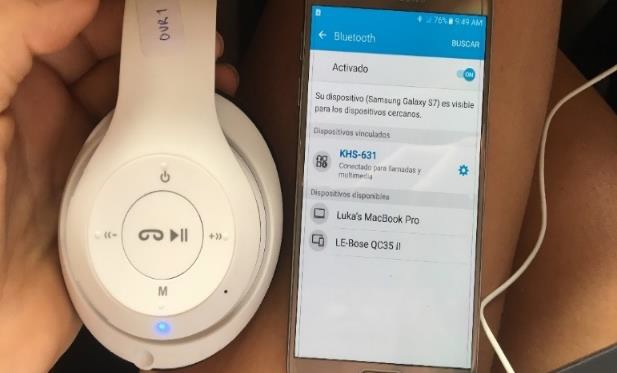 OVR 1
M
76% 9:49 AM
Bluetooth
BUSCAR
Activado
ON
Su dispositivo (Samsung Galaxy S7) es visible
para los dispositivos cercanos.
Dispositivos vinculados
KHS-631
Conectado para llamadas y
multimedia
Dispositivos disponibles
Luka's MacBook Pro
LE-Bose QC35 II